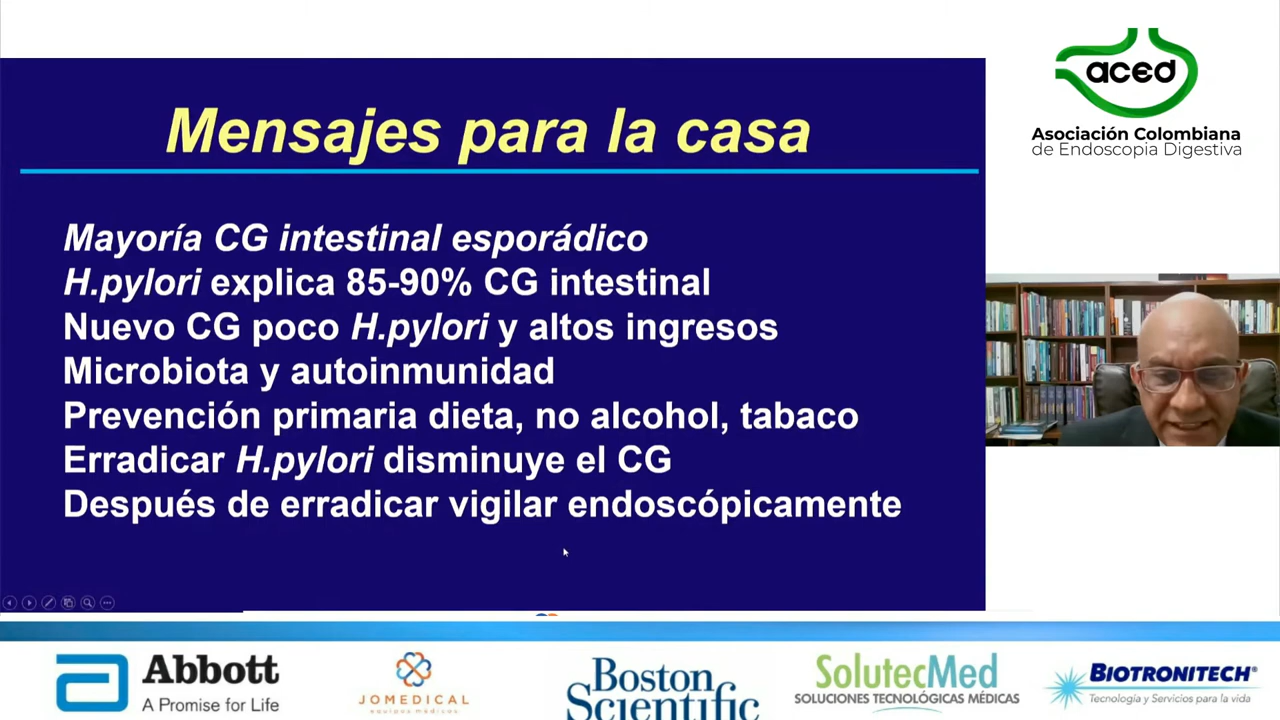 aced
Asociación Colombiana
de Endoscopia Digestiva
Mensajes para la casa
Mayoría CG intestinal esporádico
H.pylori explica 85-90% CG intestinal
Nuevo CG poco H.pylori y altos ingresos
Microbiota y autoinmunidad
Prevención primaria dieta, no alcohol, tabaco
Erradicar H.pylori disminuye el CG
Después de erradicar vigilar endoscópicamente
Abbott
A Promise for Life
JOMEDICAL
equipos médicos
Boston
Scientific
SolutecMed
SOLUCIONES TECNOLÓGICAS MÉDICAS
BIOTRONITECH®
Tecnología y Servicios para la vida